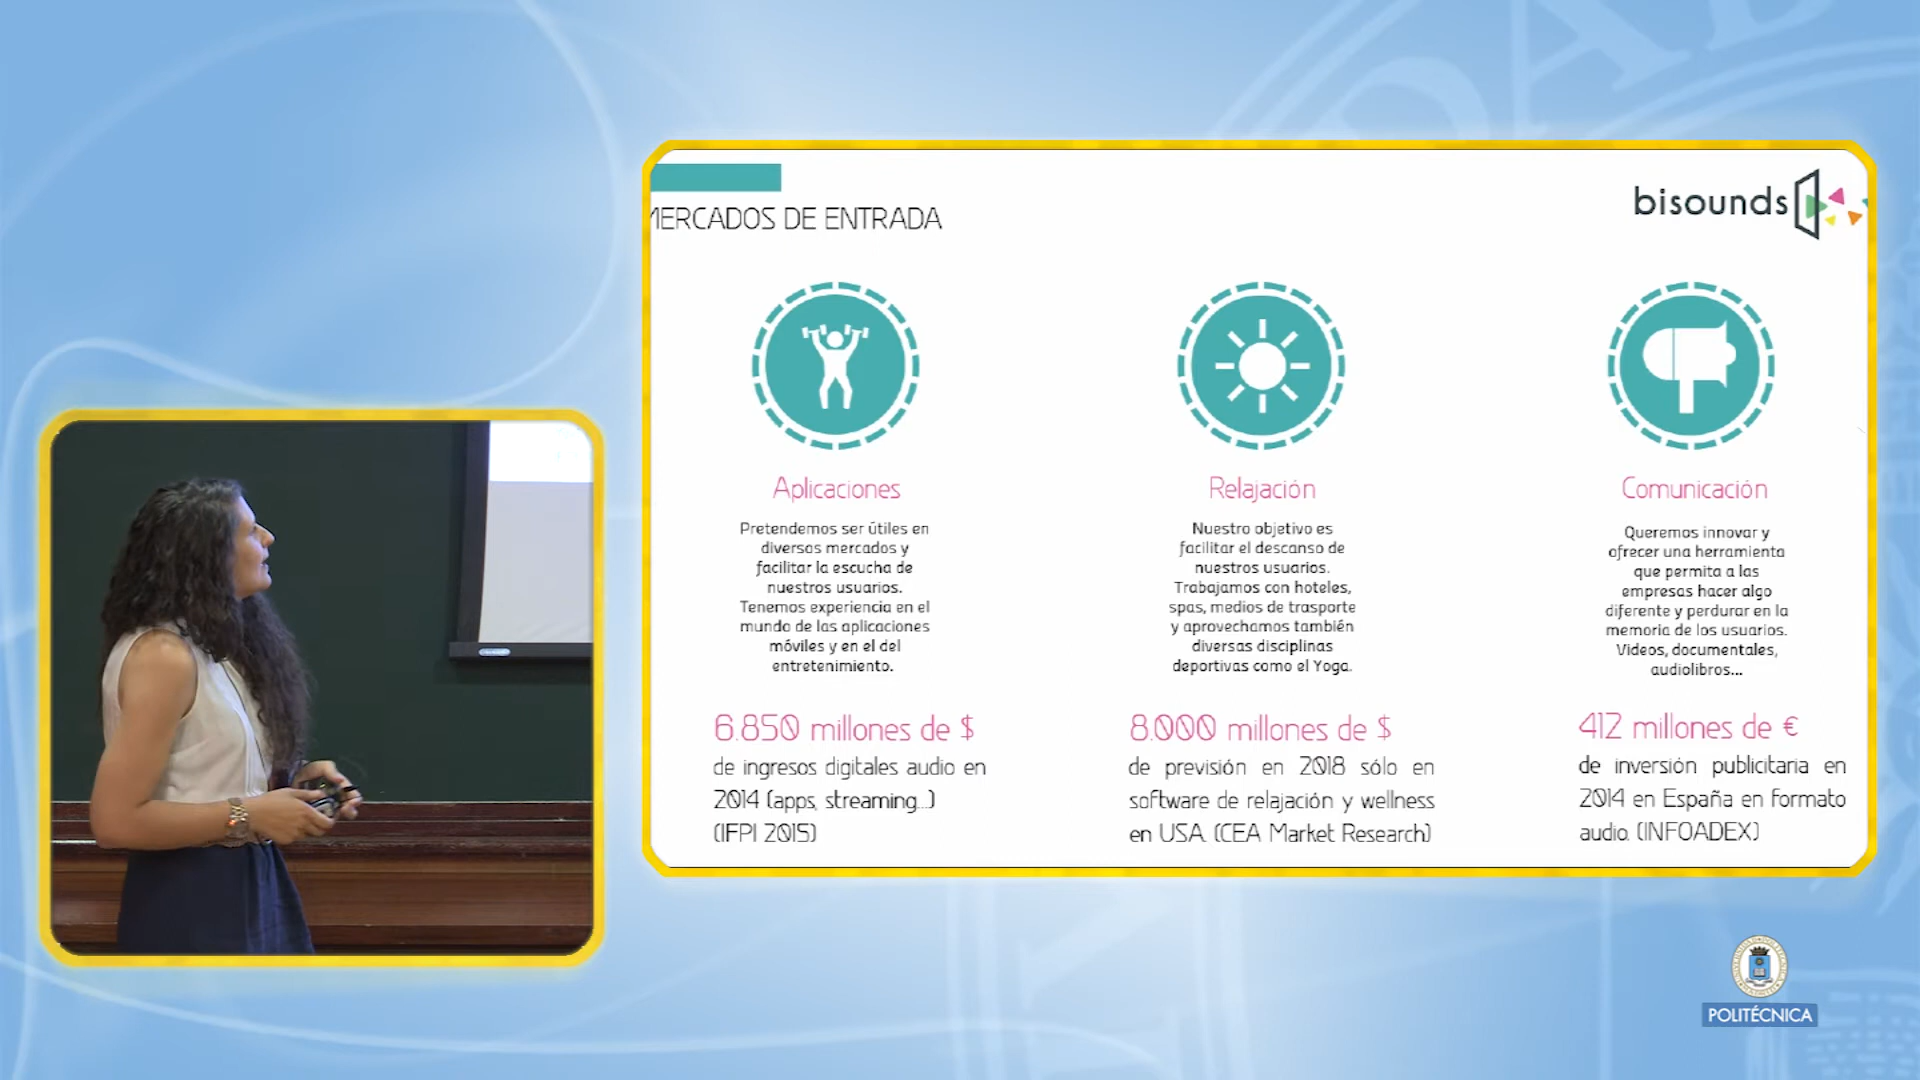 MERCADOS DE ENTRADA
bisounds
Aplicaciones
Pretendemos ser útiles en
diversos mercados y
facilitar la escucha de
nuestros usuarios.
Tenemos experiencia en el
mundo de las aplicaciones
móviles y en el del
entretenimiento.
6.850 millones de $
de ingresos digitales audio en
2014 (apps, streaming...)
(IFPI 2015)
Relajación
Nuestro objetivo es
facilitar el descanso de
nuestros usuarios.
Trabajamos con hoteles,
spas, medios de trasporte
y aprovechamos también
diversas disciplinas
deportivas como el Yoga.
8.000 millones de $
de previsión en 2018 sólo en
software de relajación y wellness
en USA. (CEA Market Research)
Comunicación
Queremos innovar y
ofrecer una herramienta
que permita a las
empresas hacer algo
diferente y perdurar en la
memoria de los usuarios.
Videos, documentales,
audiolibros...
412 millones de €
de inversión publicitaria en
2014 en España en formato
audio. (INFOADEX)
POLITÉCNICA